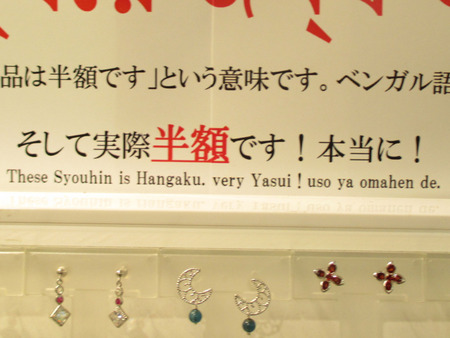 品は半額です」という意味です。ベンガル語
そして実際半額です！本当に！
These Syouhin is Hangaku. very Yasui ! uso ya omahen de.